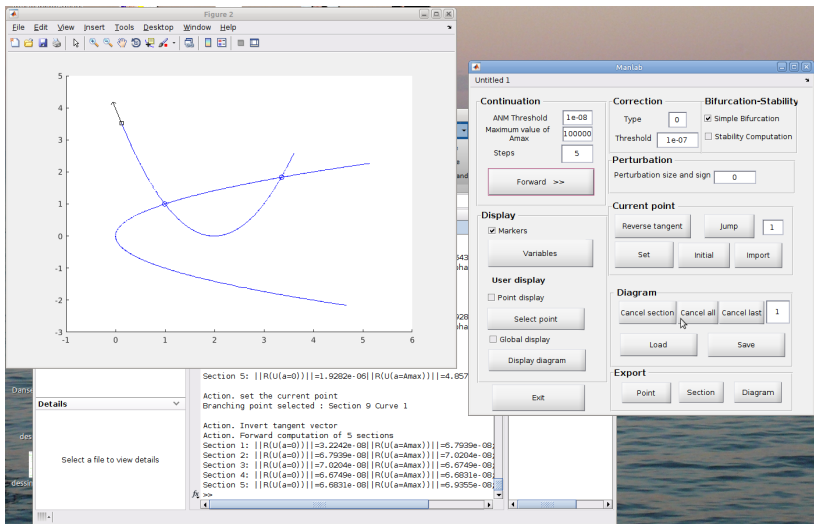 Figure 2
File Edit View Insert Tools Desktop Window Help
5
4
3
2
1
0
-1
-2
-3
-1 0 1 2 3 4 5 6
Manlab
Untitled 1
Continuation
ANM Threshold 1e-08
Maximum value of Amax 100000
Steps 5
Forward >>
Correction
Type 0
Threshold 1e-07
Bifurcation-Stability
Simple Bifurcation
Stability Computation
Perturbation
Perturbation size and sign 0
Display
Markers
Variables
User display
Point display
Select point
Global display
Display diagram
Exit
Current point
Reverse tangent Jump 1
Set Initial Import
Diagram
Cancel section Cancel all Cancel last 1
Load Save
Export
Point Section Diagram
Danse
des
dessin
Details
Select a file to view details
Section 5: ||R(U(a=0))||=1.9282e-06||R(U(a=Amax))||=4.857
Action. set the current point
Branching point selected : Section 9 Curve 1
Action. Invert tangent vector
Action. Forward computation of 5 sections
Section 1: ||R(U(a=0))||=3.2242e-08||R(U(a=Amax))||=6.7939e-08;
Section 2: ||R(U(a=0))||=6.7939e-08||R(U(a=Amax))||=7.0204e-08;
Section 3: ||R(U(a=0))||=7.0204e-08||R(U(a=Amax))||=6.6749e-08;
Section 4: ||R(U(a=0))||=6.6749e-08||R(U(a=Amax))||=6.6831e-08;
Section 5: ||R(U(a=0))||=6.6831e-08||R(U(a=Amax))||=6.9355e-08;
fx >>